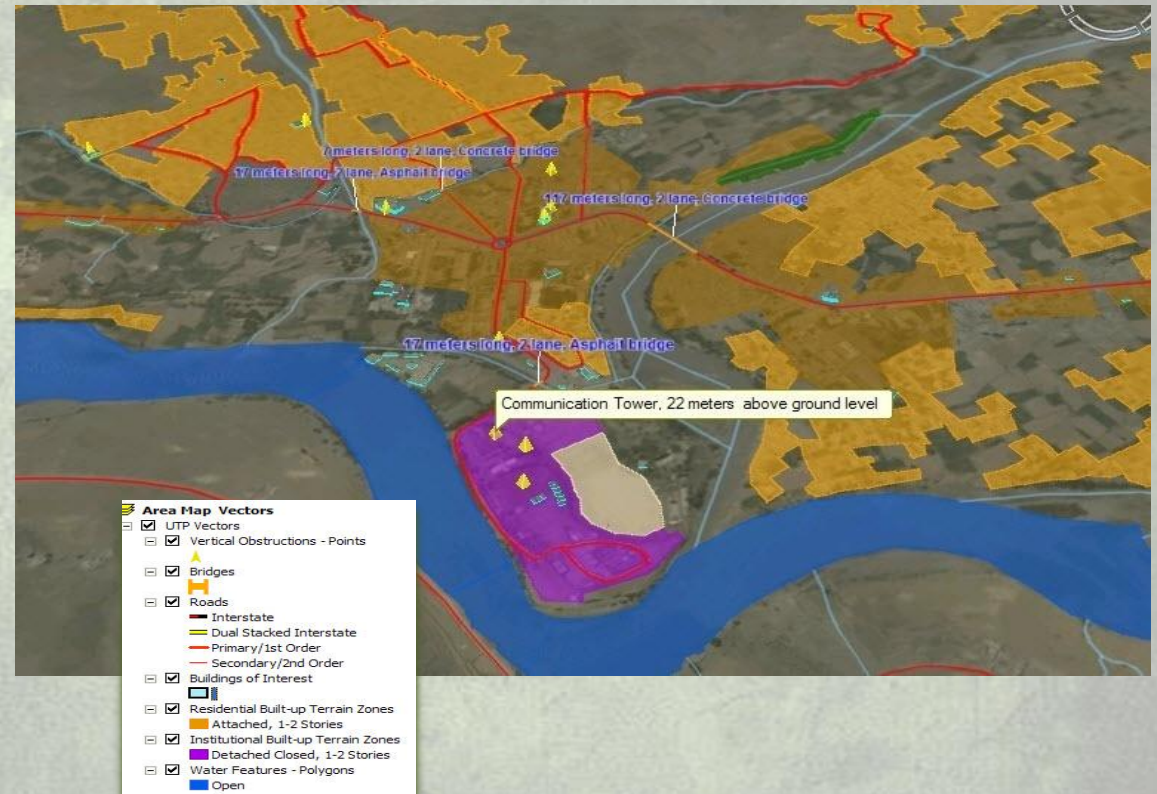 7 meters long, 2 lane, Concrete bridge
17 meters long, 2 lane, Asphalt bridge
117 meters long, 2 lane, Concrete bridge
17 meters long, 2 lane, Asphalt bridge
Communication Tower, 22 meters above ground level
Area Map Vectors
UTP Vectors
Vertical Obstructions - Points
Bridges
Roads
Interstate
Dual Stacked Interstate
Primary/1st Order
Secondary/2nd Order
Buildings of Interest
Residential Built-up Terrain Zones
Attached, 1-2 Stories
Institutional Built-up Terrain Zones
Detached Closed, 1-2 Stories
Water Features - Polygons
Open